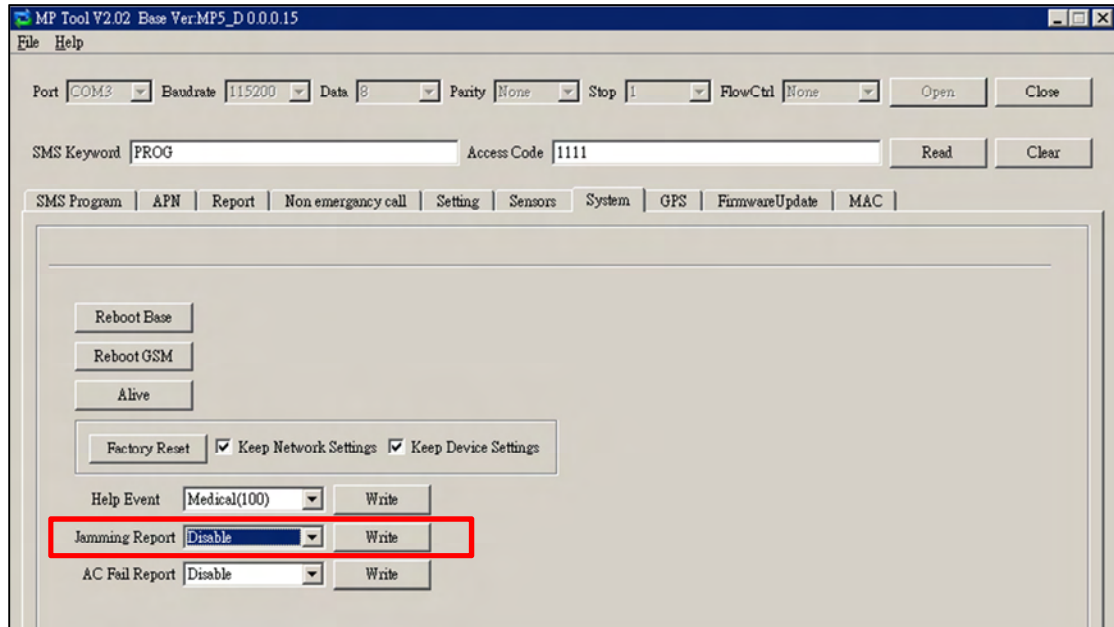 MP Tool V2.02 Base Ver:MP5_D 0.0.0.15
File Help
Port COM3 Baudrate 115200 Data 8 Parity None Stop 1 FlowCtrl None Open Close
SMS Keyword PROG Access Code 1111 Read Clear
SMS Program APN Report Non emergancy call Setting Sensors System GPS FirmwareUpdate MAC
Reboot Base
Reboot GSM
Alive
Factory Reset Keep Network Settings Keep Device Settings
Help Event Medical(100) Write
Jamming Report Disable Write
AC Fail Report Disable Write